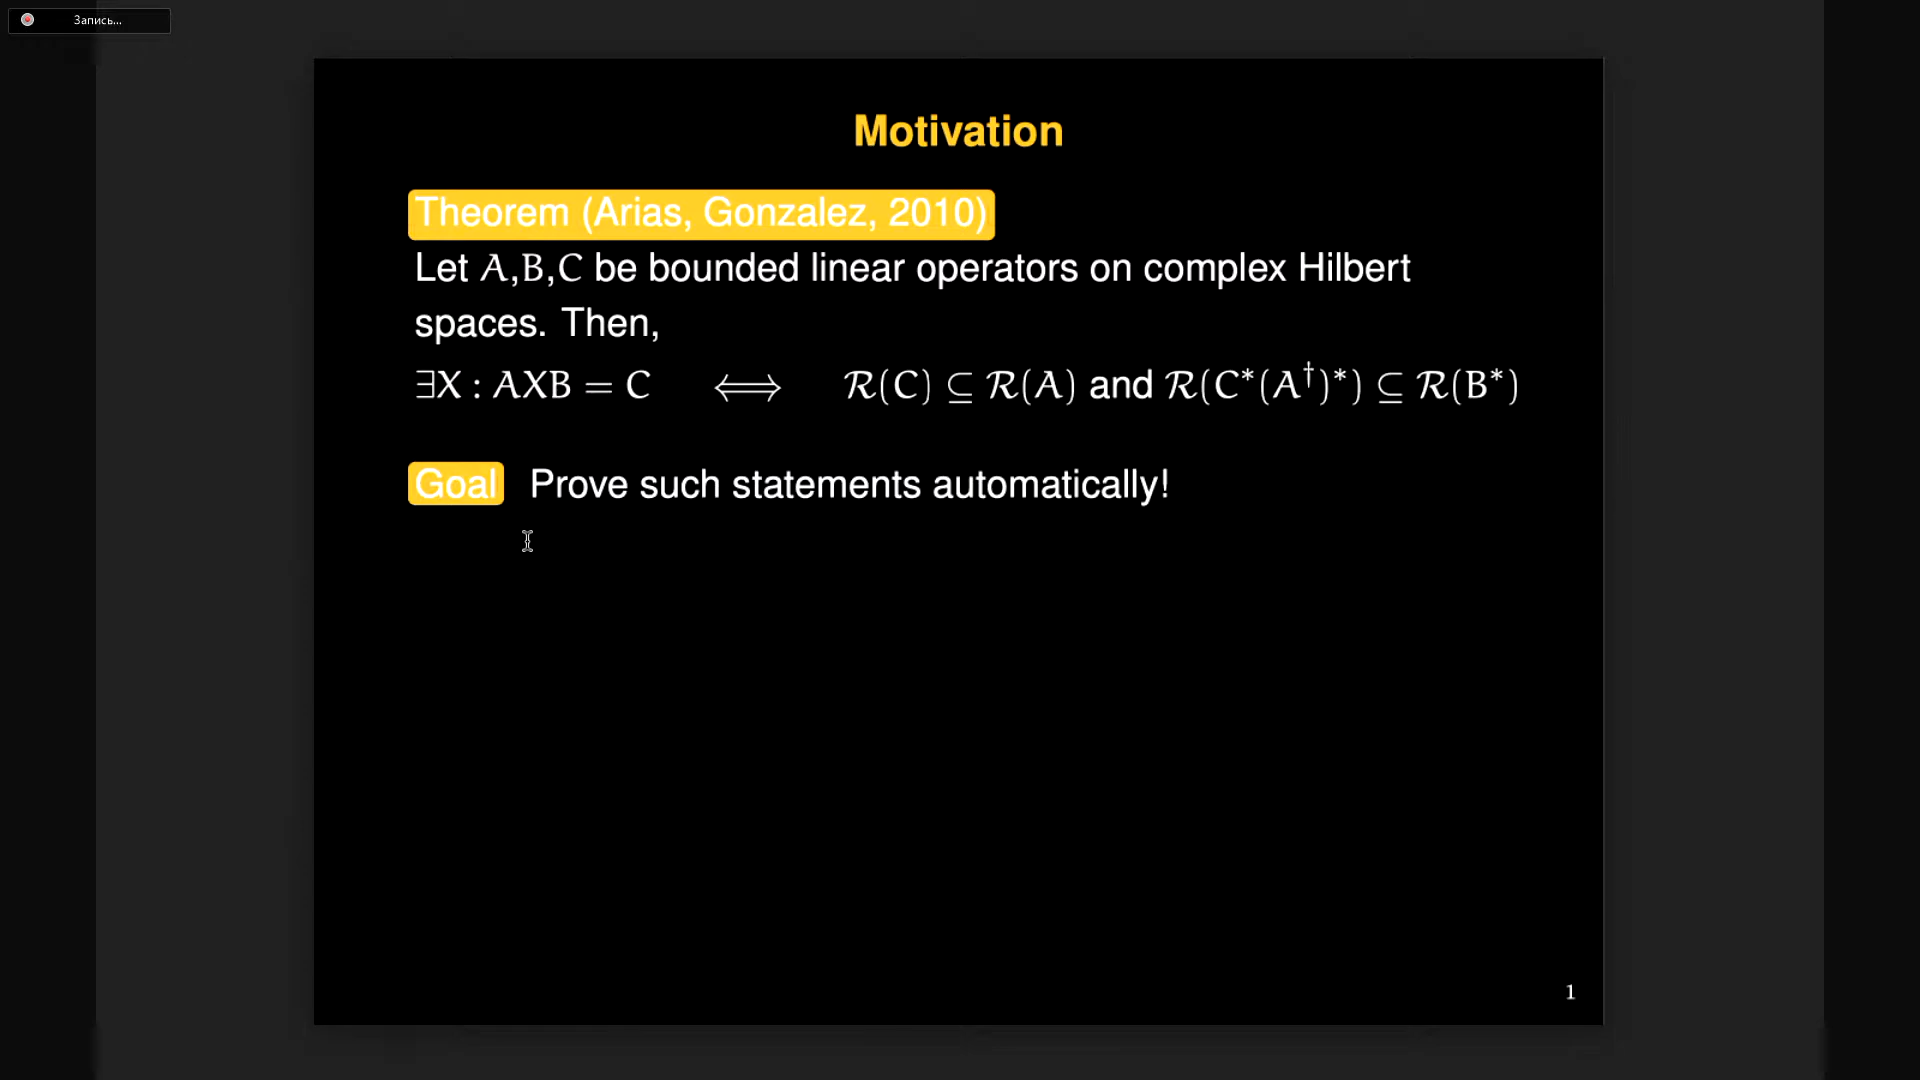 Запись...
Motivation
Theorem (Arias, Gonzalez, 2010)
Let A,B,C be bounded linear operators on complex Hilbert
spaces. Then,
∃X : AXB = C ⟺ ℛ(C) ⊆ ℛ(A) and ℛ(C*(A†)*) ⊆ ℛ(B*)
Goal Prove such statements automatically!
1